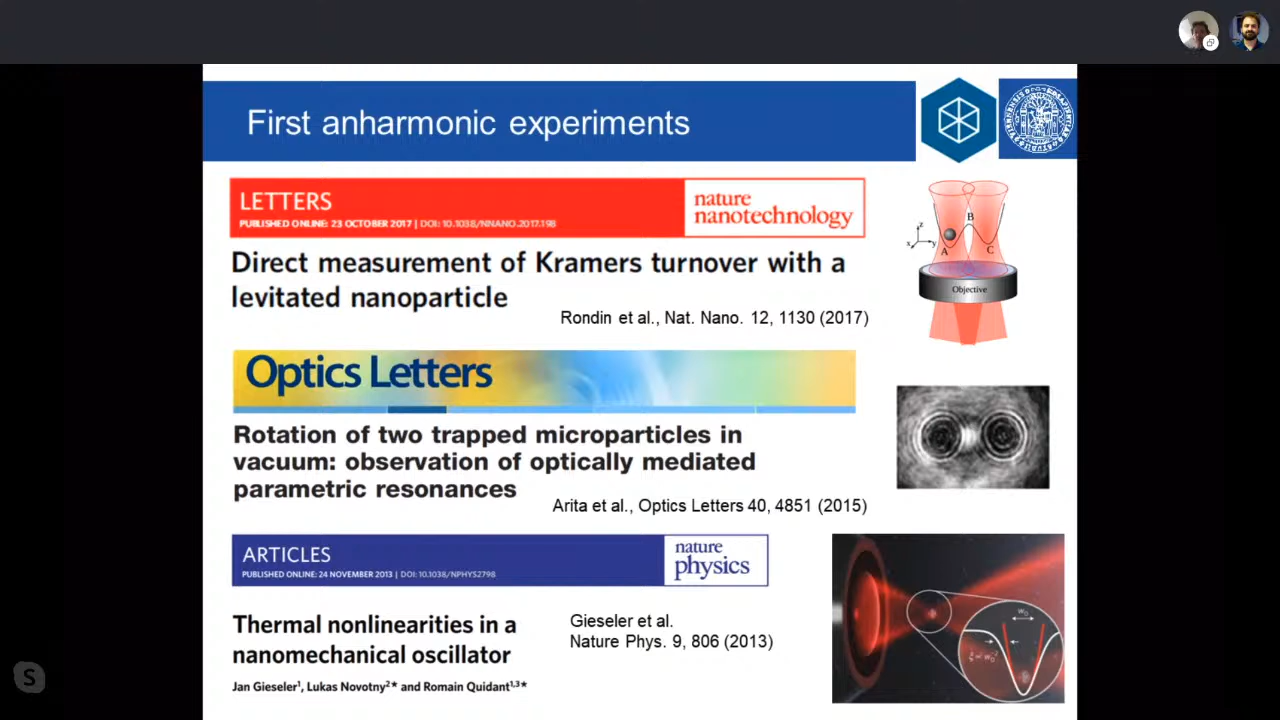 First anharmonic experiments
LETTERS
PUBLISHED ONLINE: 23 OCTOBER 2017 | DOI: 10.1038/NNANO.2017.198
nature
nanotechnology
Direct measurement of Kramers turnover with a
levitated nanoparticle
Rondin et al., Nat. Nano. 12, 1130 (2017)
z
x
y
A
B
C
Objective
Optics Letters
Rotation of two trapped microparticles in
vacuum: observation of optically mediated
parametric resonances
Arita et al., Optics Letters 40, 4851 (2015)
ARTICLES
PUBLISHED ONLINE: 24 NOVEMBER 2013 | DOI: 10.1038/NPHYS2798
nature
physics
Thermal nonlinearities in a
nanomechanical oscillator
Gieseler et al.
Nature Phys. 9, 806 (2013)
Jan Gieseler¹, Lukas Novotny²* and Romain Quidant¹,³*
w₀
ξ ∝ w₀⁻²
S